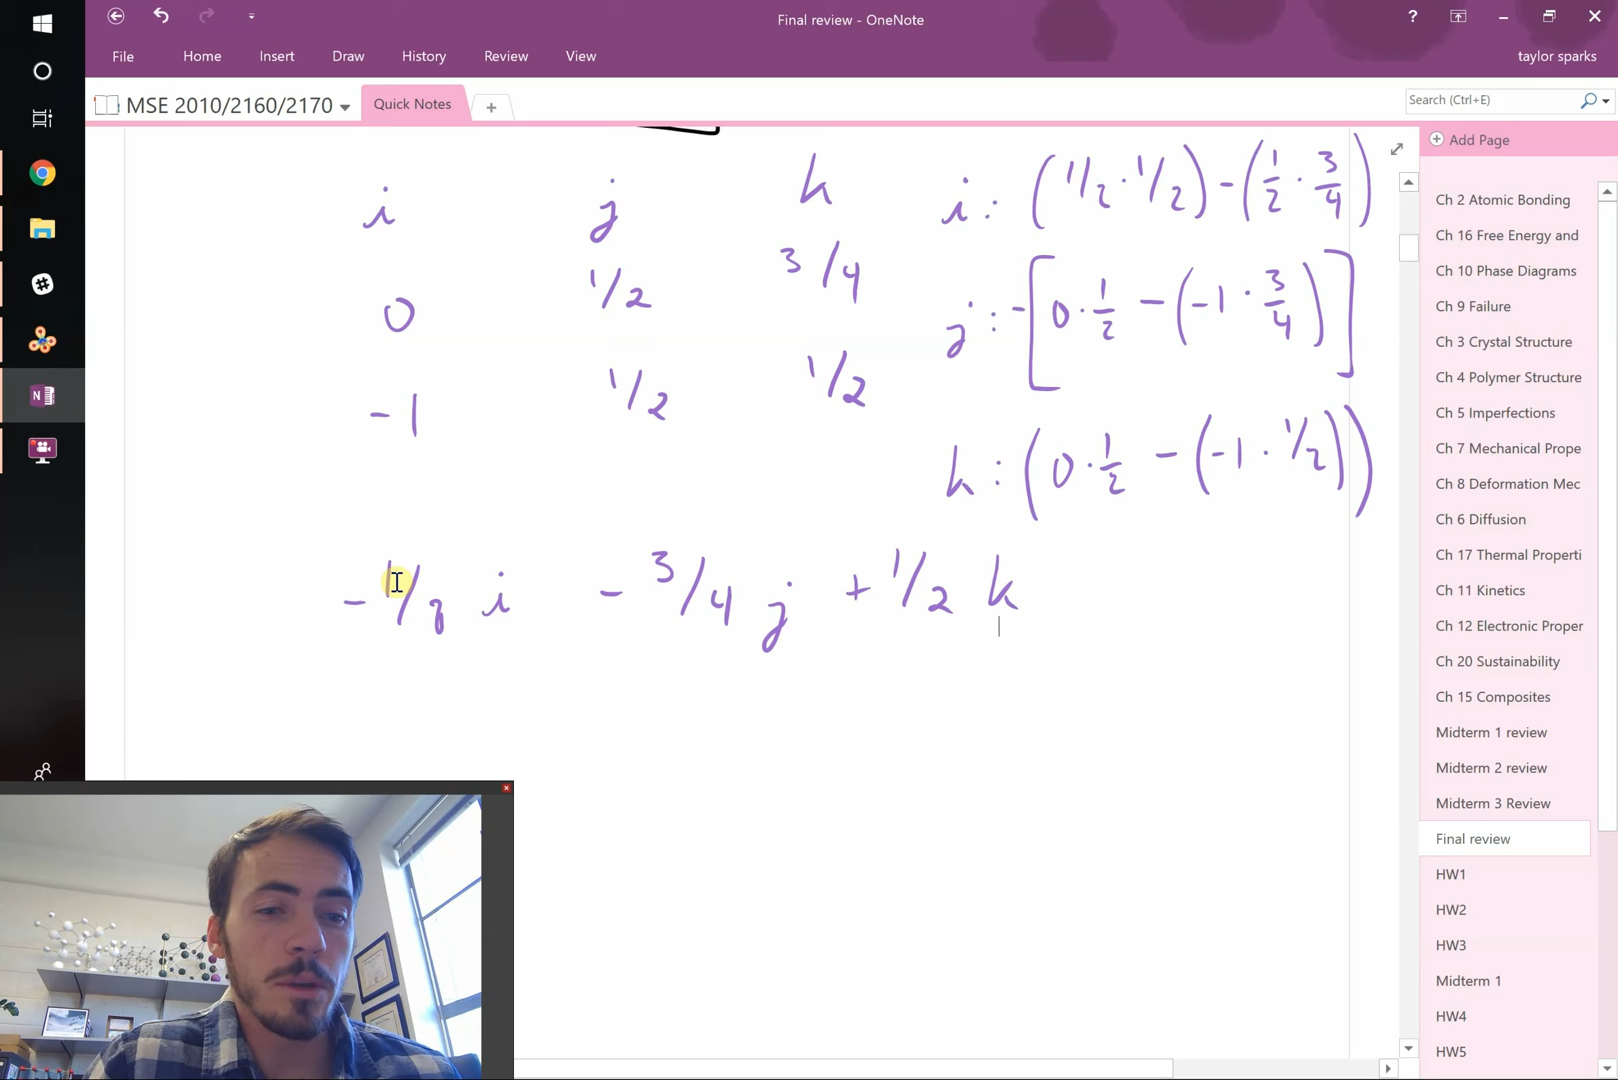 Final review - OneNote
?
File Home Insert Draw History Review View
taylor sparks
MSE 2010/2160/2170
Quick Notes
+
Search (Ctrl+E)
Add Page
i j k
0 1/2 3/4
-1 1/2 1/2
i : (1/2 · 1/2) - (1/2 · 3/4)
j : -[0 · 1/2 - (-1 · 3/4)]
k : (0 · 1/2 - (-1 · 1/2))
- 1/8 i - 3/4 j + 1/2 k
Ch 2 Atomic Bonding
Ch 16 Free Energy and
Ch 10 Phase Diagrams
Ch 9 Failure
Ch 3 Crystal Structure
Ch 4 Polymer Structure
Ch 5 Imperfections
Ch 7 Mechanical Prope
Ch 8 Deformation Mec
Ch 6 Diffusion
Ch 17 Thermal Properti
Ch 11 Kinetics
Ch 12 Electronic Proper
Ch 20 Sustainability
Ch 15 Composites
Midterm 1 review
Midterm 2 review
Midterm 3 Review
Final review
HW1
HW2
HW3
Midterm 1
HW4
HW5